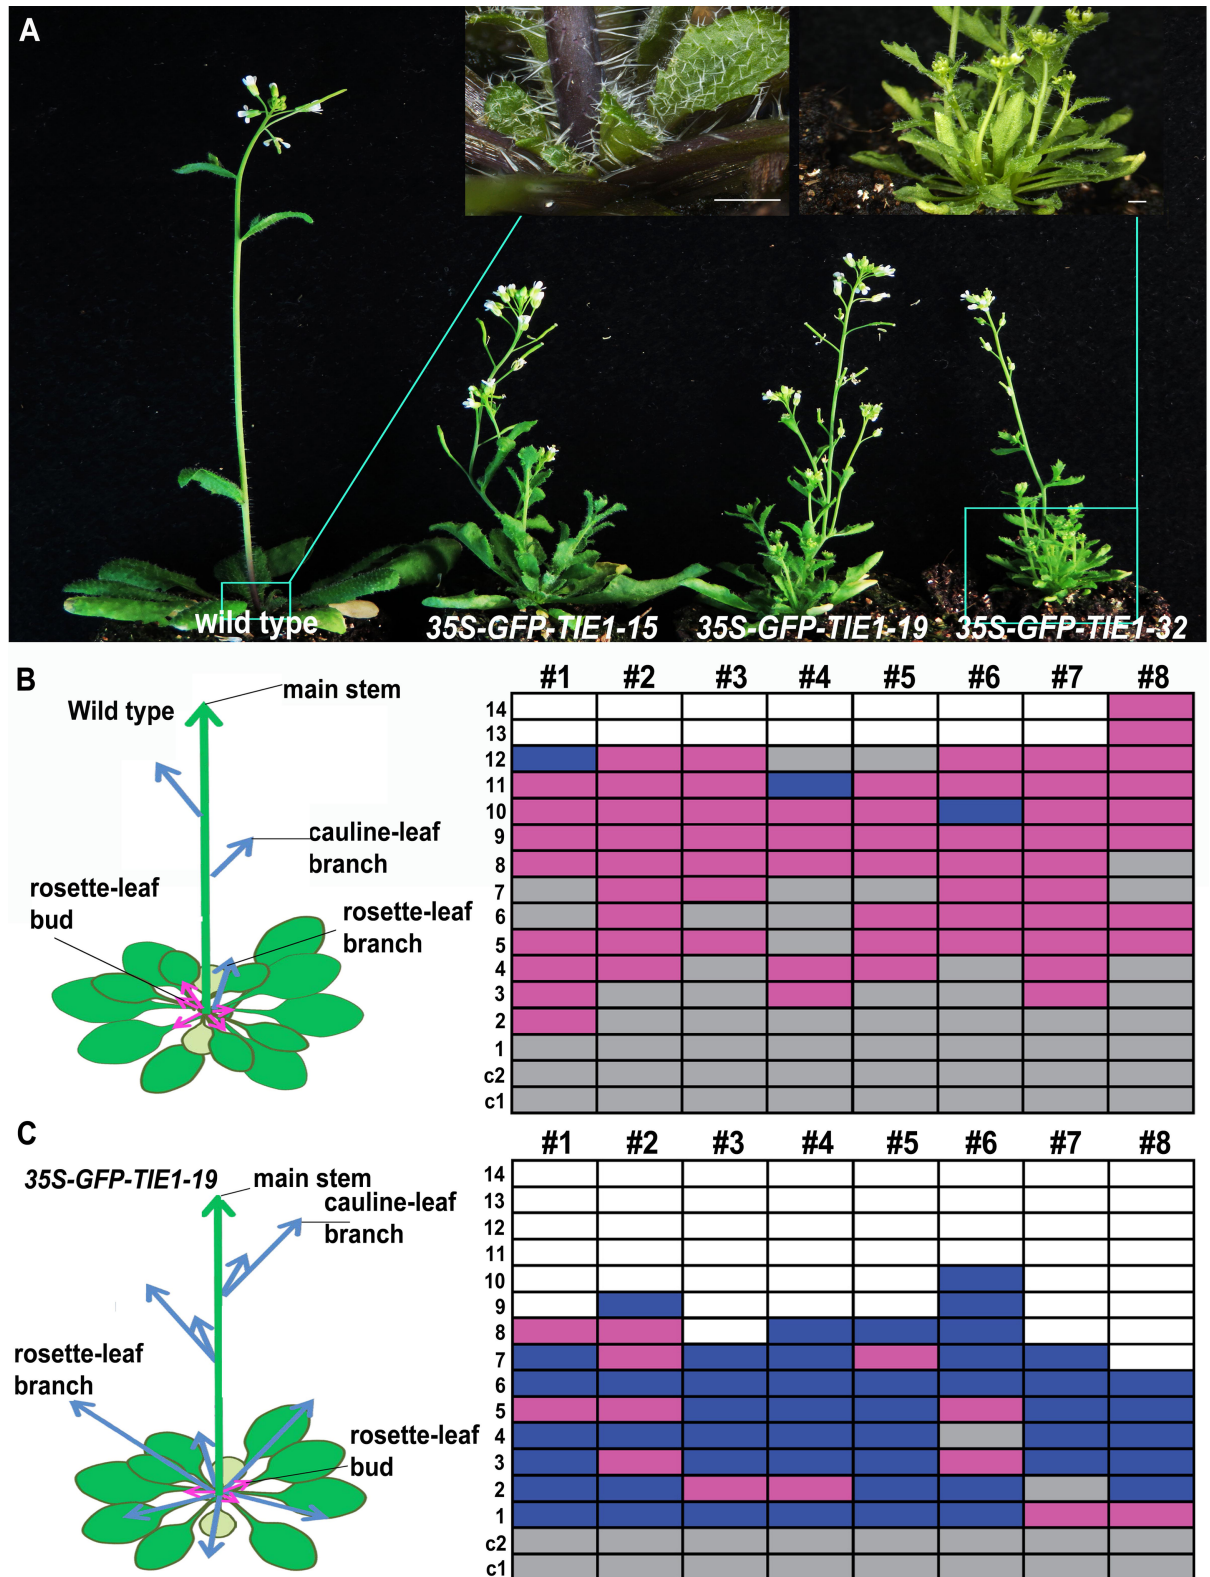 A
wild type
35S-GFP-TIE1-15
35S-GFP-TIE1-19
35S-GFP-TIE1-32
B
Wild type
main stem
cauline-leaf
branch
rosette-leaf
bud
rosette-leaf
branch
#1 #2 #3 #4 #5 #6 #7 #8
14
13
12
11
10
9
8
7
6
5
4
3
2
1
c2
c1
C
35S-GFP-TIE1-19
main stem
cauline-leaf
branch
rosette-leaf
branch
rosette-leaf
bud
#1 #2 #3 #4 #5 #6 #7 #8
14
13
12
11
10
9
8
7
6
5
4
3
2
1
c2
c1